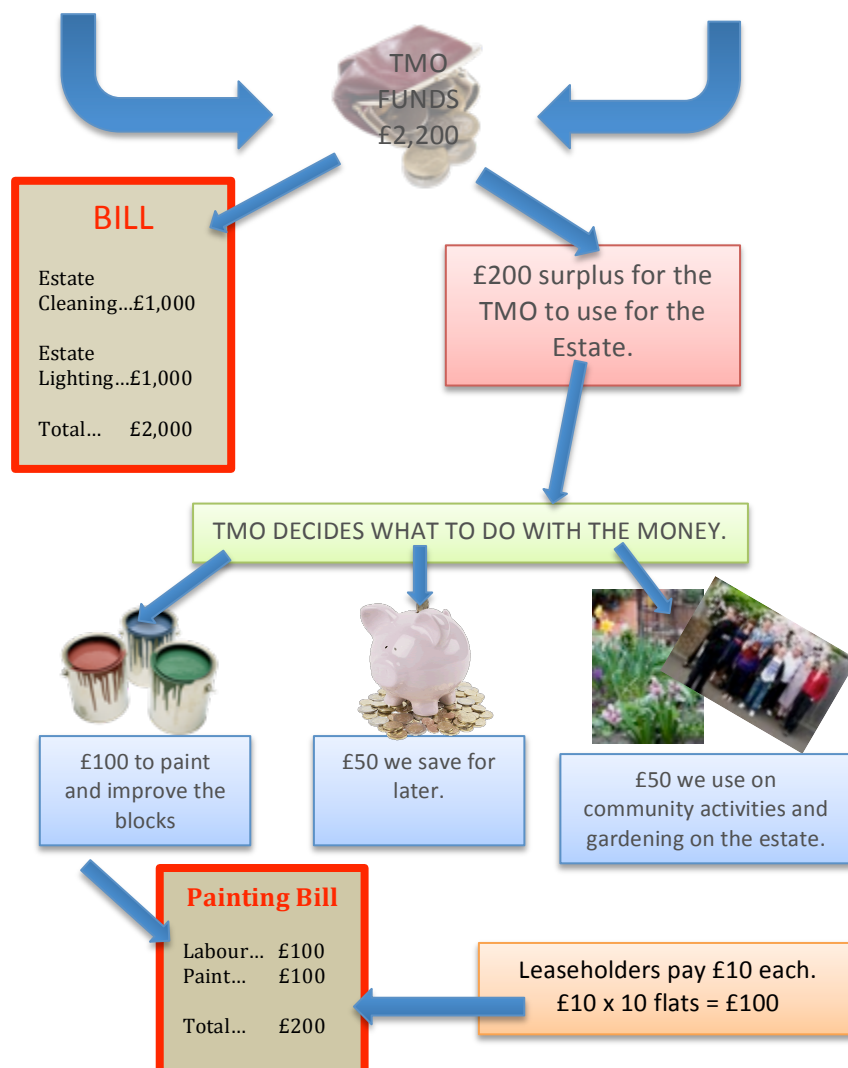 TMO
FUNDS
£2,200
BILL
Estate
Cleaning…£1,000
Estate
Lighting…£1,000
Total… £2,000
£200 surplus for the
TMO to use for the
Estate.
TMO DECIDES WHAT TO DO WITH THE MONEY.
£100 to paint
and improve the
blocks
£50 we save for
later.
£50 we use on
community activities and
gardening on the estate.
Painting Bill
Labour… £100
Paint… £100
Total… £200
Leaseholders pay £10 each.
£10 x 10 flats = £100